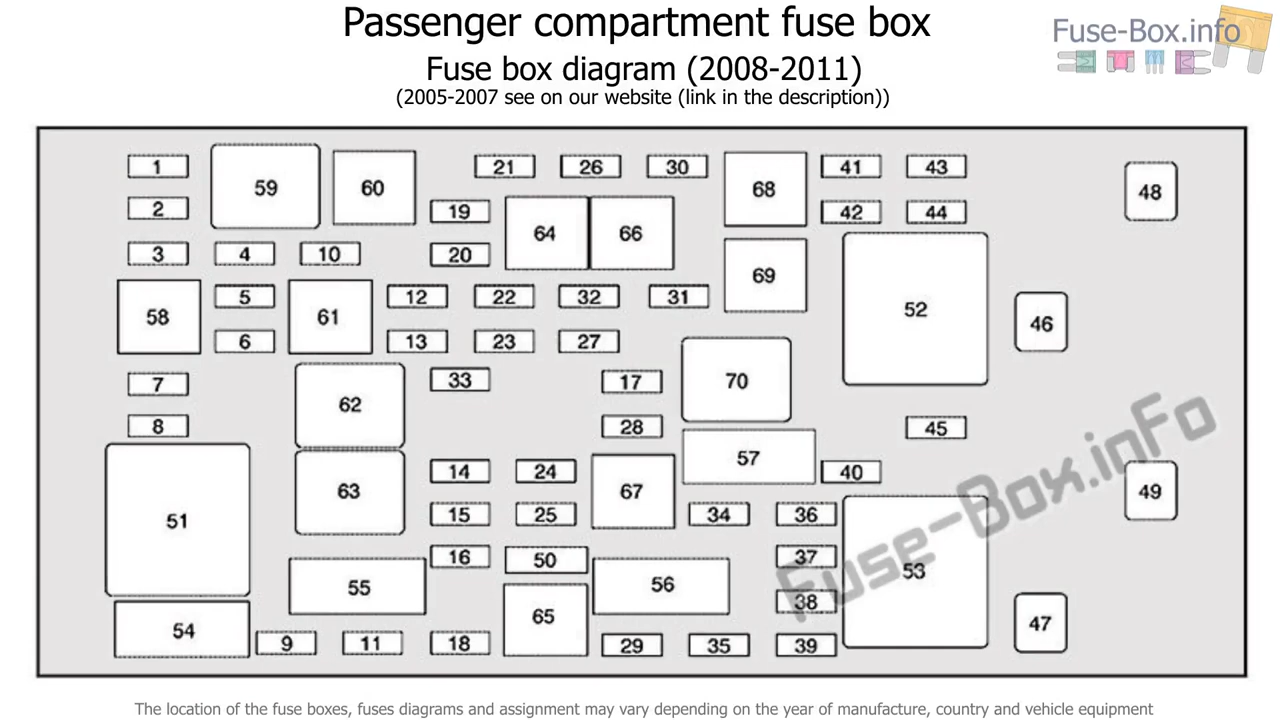 Passenger compartment fuse box
Fuse-Box.info
Fuse box diagram (2008-2011)
(2005-2007 see on our website (link in the description))
1 59 60 21 26 30 68 41 43 48
2 19 64 66 42 44
3 4 10 20 69 52
58 5 61 12 22 32 31 46
6 13 23 27
7 62 33 17 70
8 28 57 45
51 63 14 24 67 40 49
15 25 34 36
55 16 50 56 37 53
54 65 38 47
9 11 18 29 35 39
Fuse-Box.inFo
The location of the fuse boxes, fuses diagrams and assignment may vary depending on the year of manufacture, country and vehicle equipment